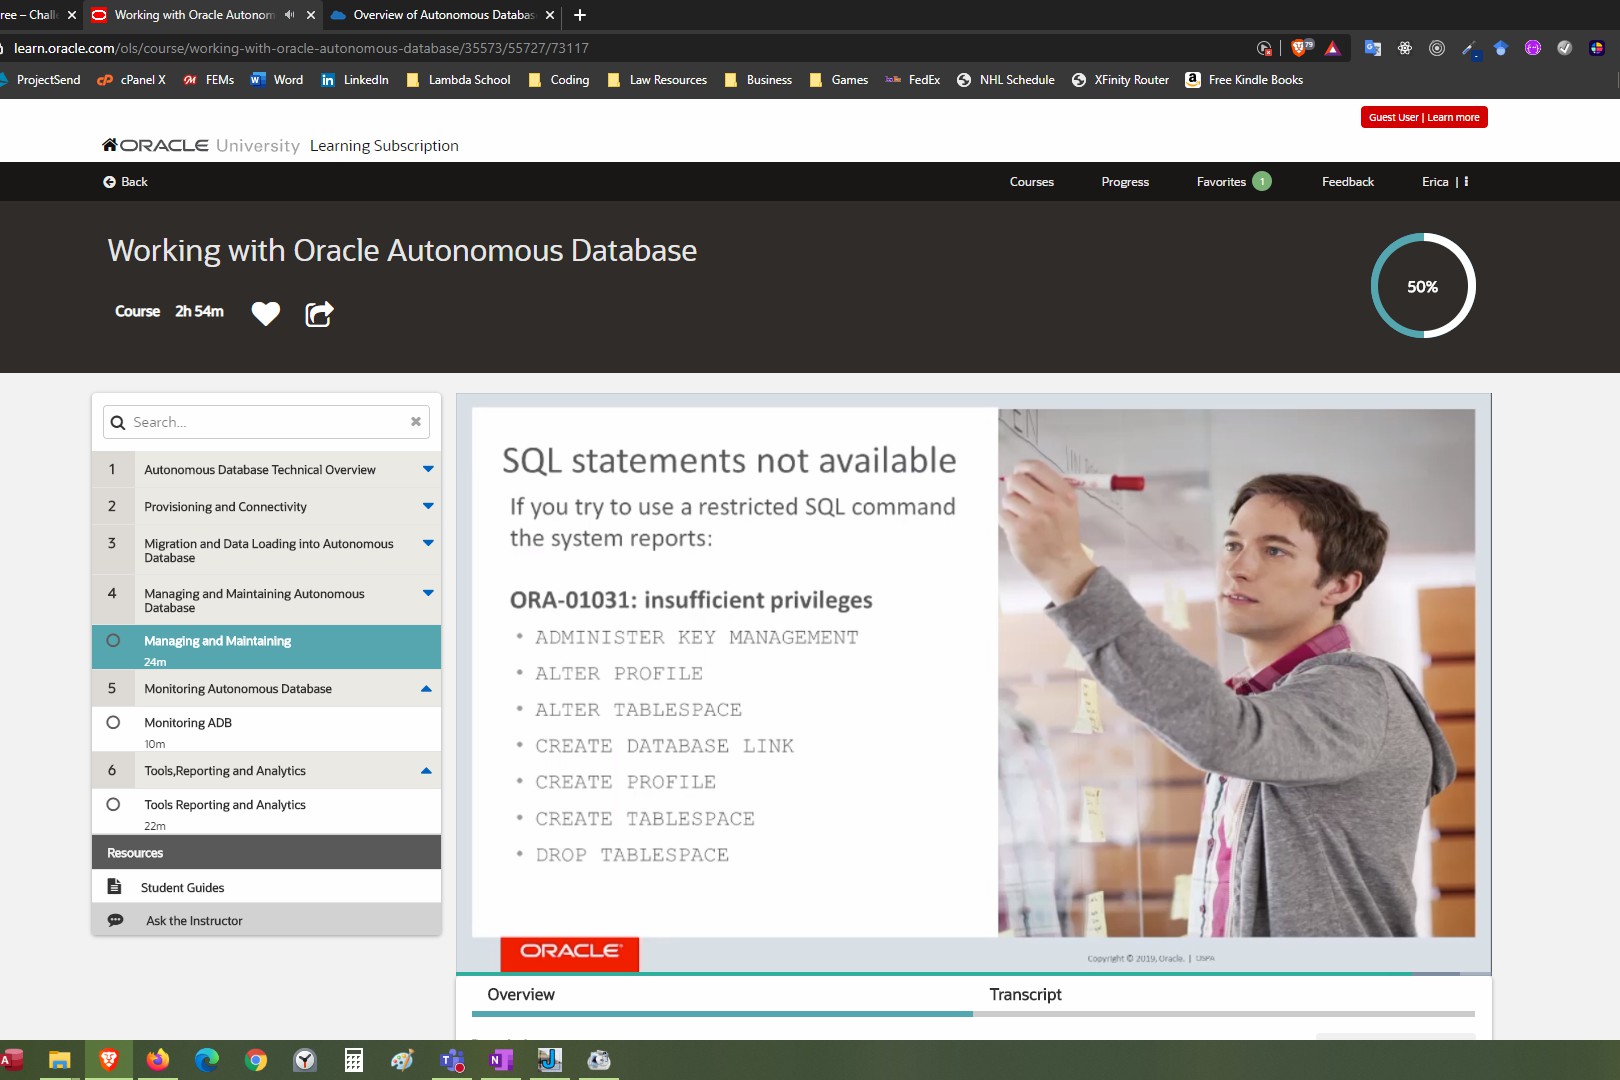 ree – Chall
Working with Oracle Autonom
Overview of Autonomous Databas
learn.oracle.com/ols/course/working-with-oracle-autonomous-database/35573/55727/73117
79
ProjectSend
cPanel X
FEMs
Word
LinkedIn
Lambda School
Coding
Law Resources
Business
Games
FedEx
NHL Schedule
XFinity Router
Free Kindle Books
Guest User | Learn more
ORACLE University Learning Subscription
Back
Courses
Progress
Favorites 1
Feedback
Erica |
Working with Oracle Autonomous Database
Course 2h 54m
50%
Search...
1 Autonomous Database Technical Overview
2 Provisioning and Connectivity
3 Migration and Data Loading into Autonomous
Database
4 Managing and Maintaining Autonomous
Database
Managing and Maintaining
24m
5 Monitoring Autonomous Database
Monitoring ADB
10m
6 Tools,Reporting and Analytics
Tools Reporting and Analytics
22m
Resources
Student Guides
Ask the Instructor
SQL statements not available
If you try to use a restricted SQL command
the system reports:
ORA-01031: insufficient privileges
• ADMINISTER KEY MANAGEMENT
• ALTER PROFILE
• ALTER TABLESPACE
• CREATE DATABASE LINK
• CREATE PROFILE
• CREATE TABLESPACE
• DROP TABLESPACE
EN
ORACLE®
Copyright © 2019, Oracle. |
Overview
Transcript